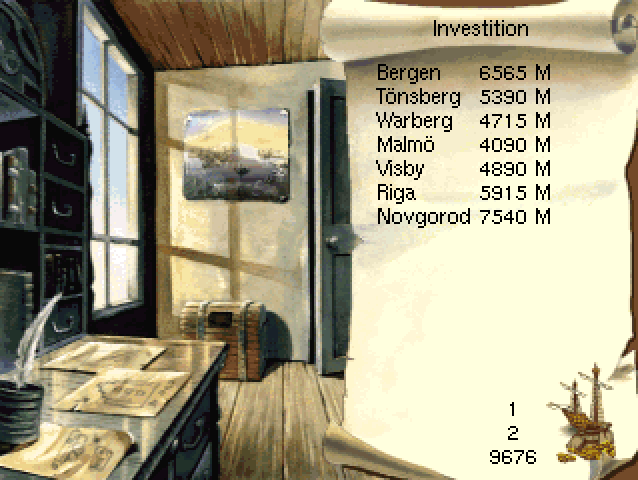 Investition
Bergen 6565 M
Tönsberg 5390 M
Warberg 4715 M
Malmö 4090 M
Visby 4890 M
Riga 5915 M
Novgorod 7540 M
1
2
9676